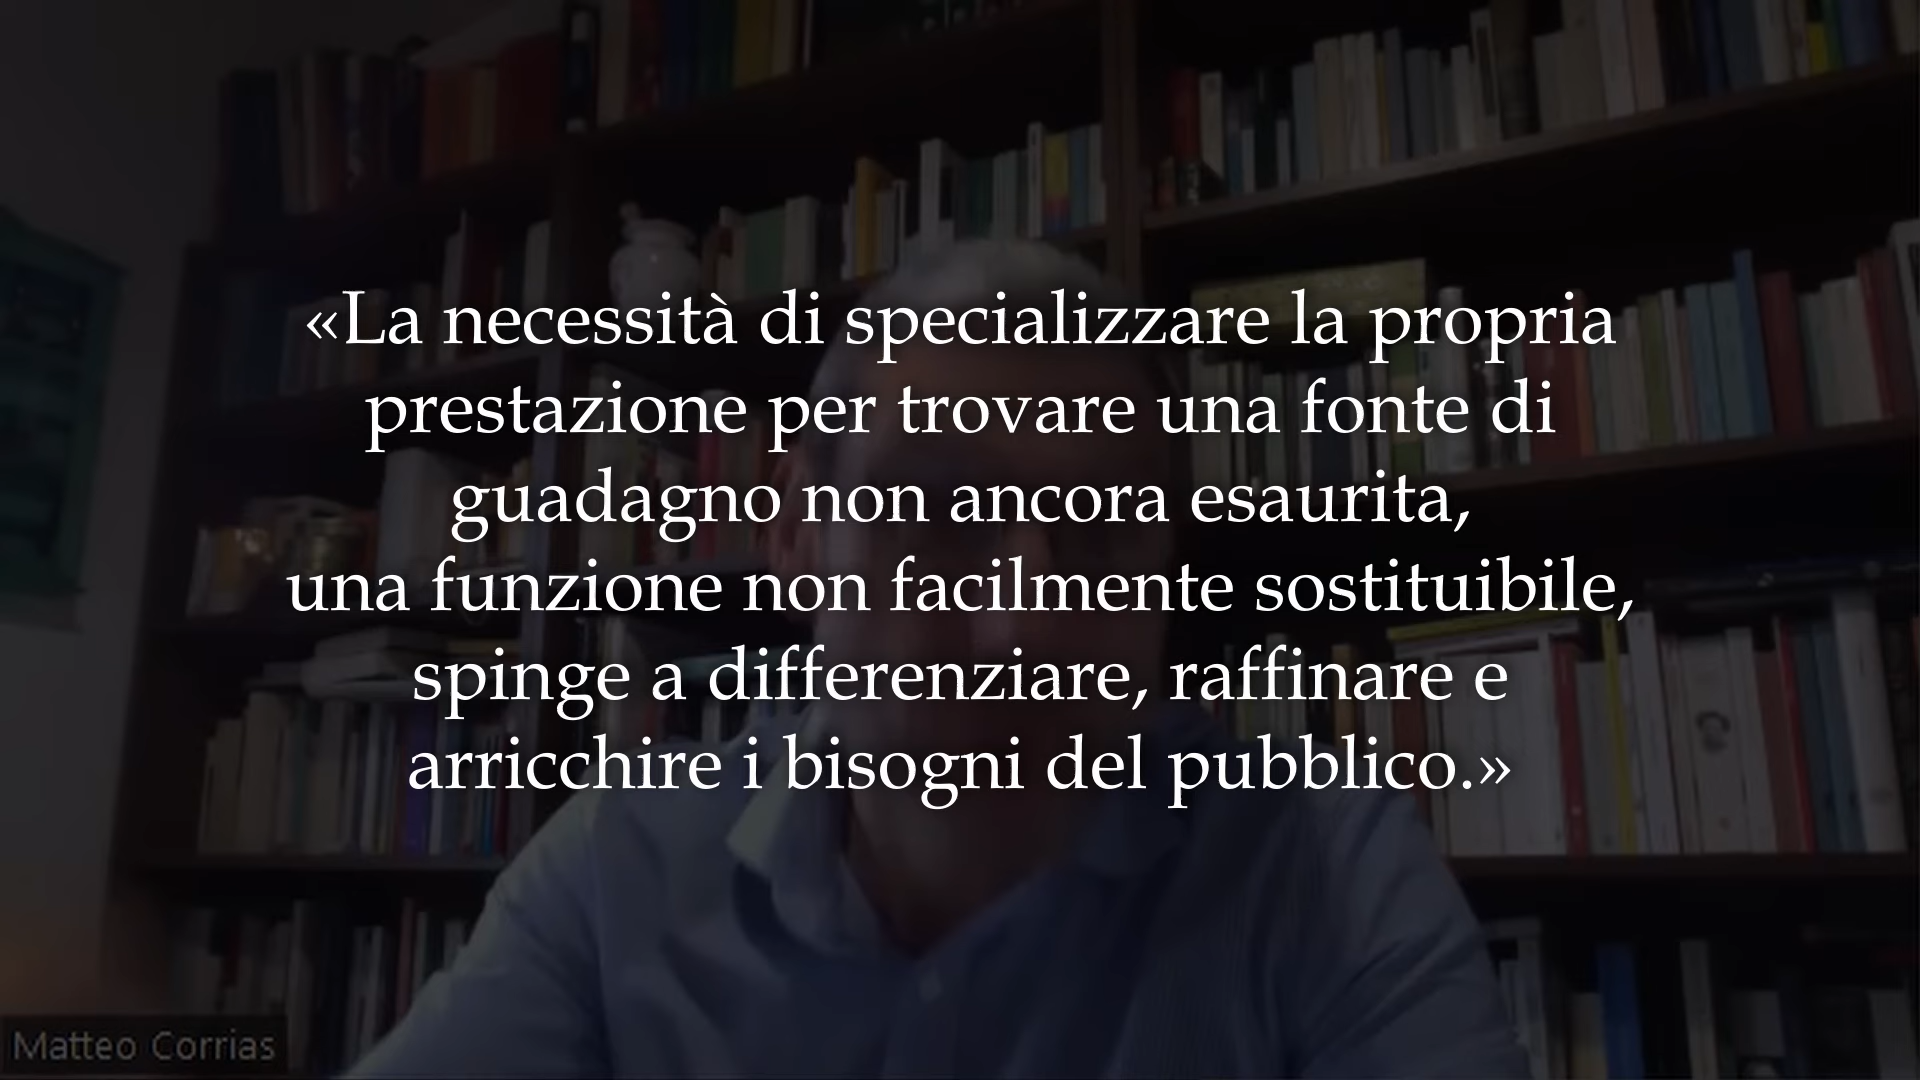 «La necessità di specializzare la propria
prestazione per trovare una fonte di
guadagno non ancora esaurita,
una funzione non facilmente sostituibile,
spinge a differenziare, raffinare e
arricchire i bisogni del pubblico.»
Matteo Corrias